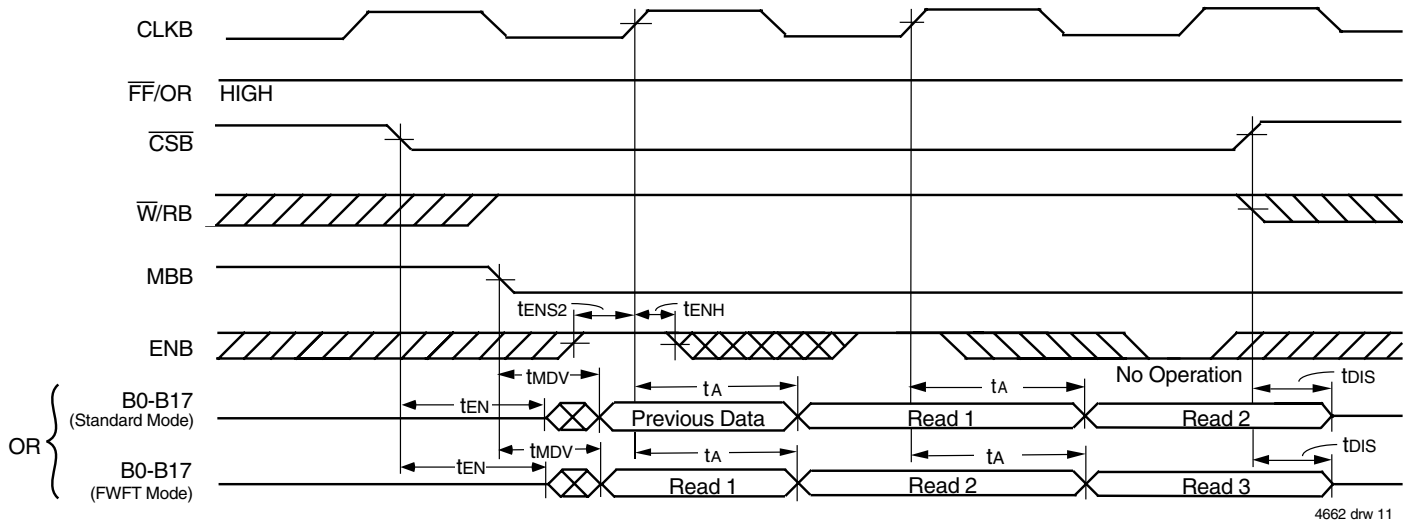 CLKB
FF/OR HIGH
CSB
W/RB
MBB
tENS2 tENH
ENB
tMDV tA tA No Operation tDIS
B0-B17
(Standard Mode)
tEN Previous Data Read 1 Read 2
OR
tMDV tA tA tDIS
B0-B17
(FWFT Mode)
tEN Read 1 Read 2 Read 3
4662 drw 11